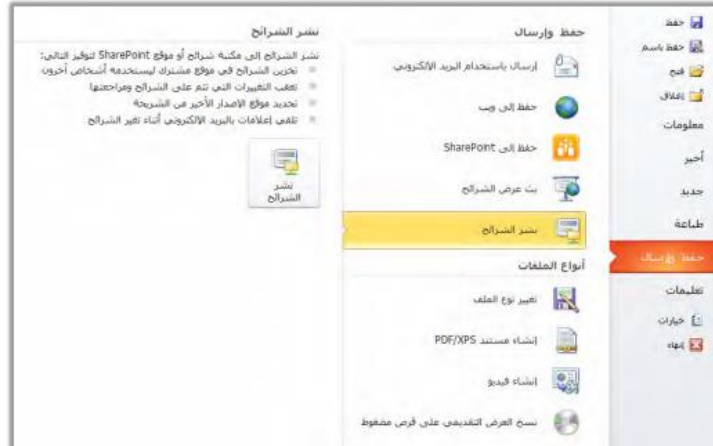 حفظ
حفظ باسم
فتح
إغلاق
معلومات
أخير
جديد
طباعة
حفظ وإرسال
تعليمات
خيارات
إنهاء
حفظ وإرسال
إرسال باستخدام البريد الالكتروني
حفظ إلى ويب
حفظ إلى SharePoint
بث عرض الشرائح
نشر الشرائح
أنواع الملفات
تغيير نوع الملف
إنشاء مستند PDF/XPS
إنشاء فيديو
نسخ العرض التقديمي على قرص مضغوط
نشر الشرائح
نشر الشرائح إلى مكتبة شرائح أو موقع SharePoint لتوفير التالي:
تخزين الشرائح في موقع مشترك ليستخدمه أشخاص آخرون
تعقب التغييرات التي تتم على الشرائح ومراجعتها
تحديد موقع الإصدار الأخير من الشريحة
تلقي إعلامات بالبريد الالكتروني أثناء تغير الشرائح
نشر
الشرائح